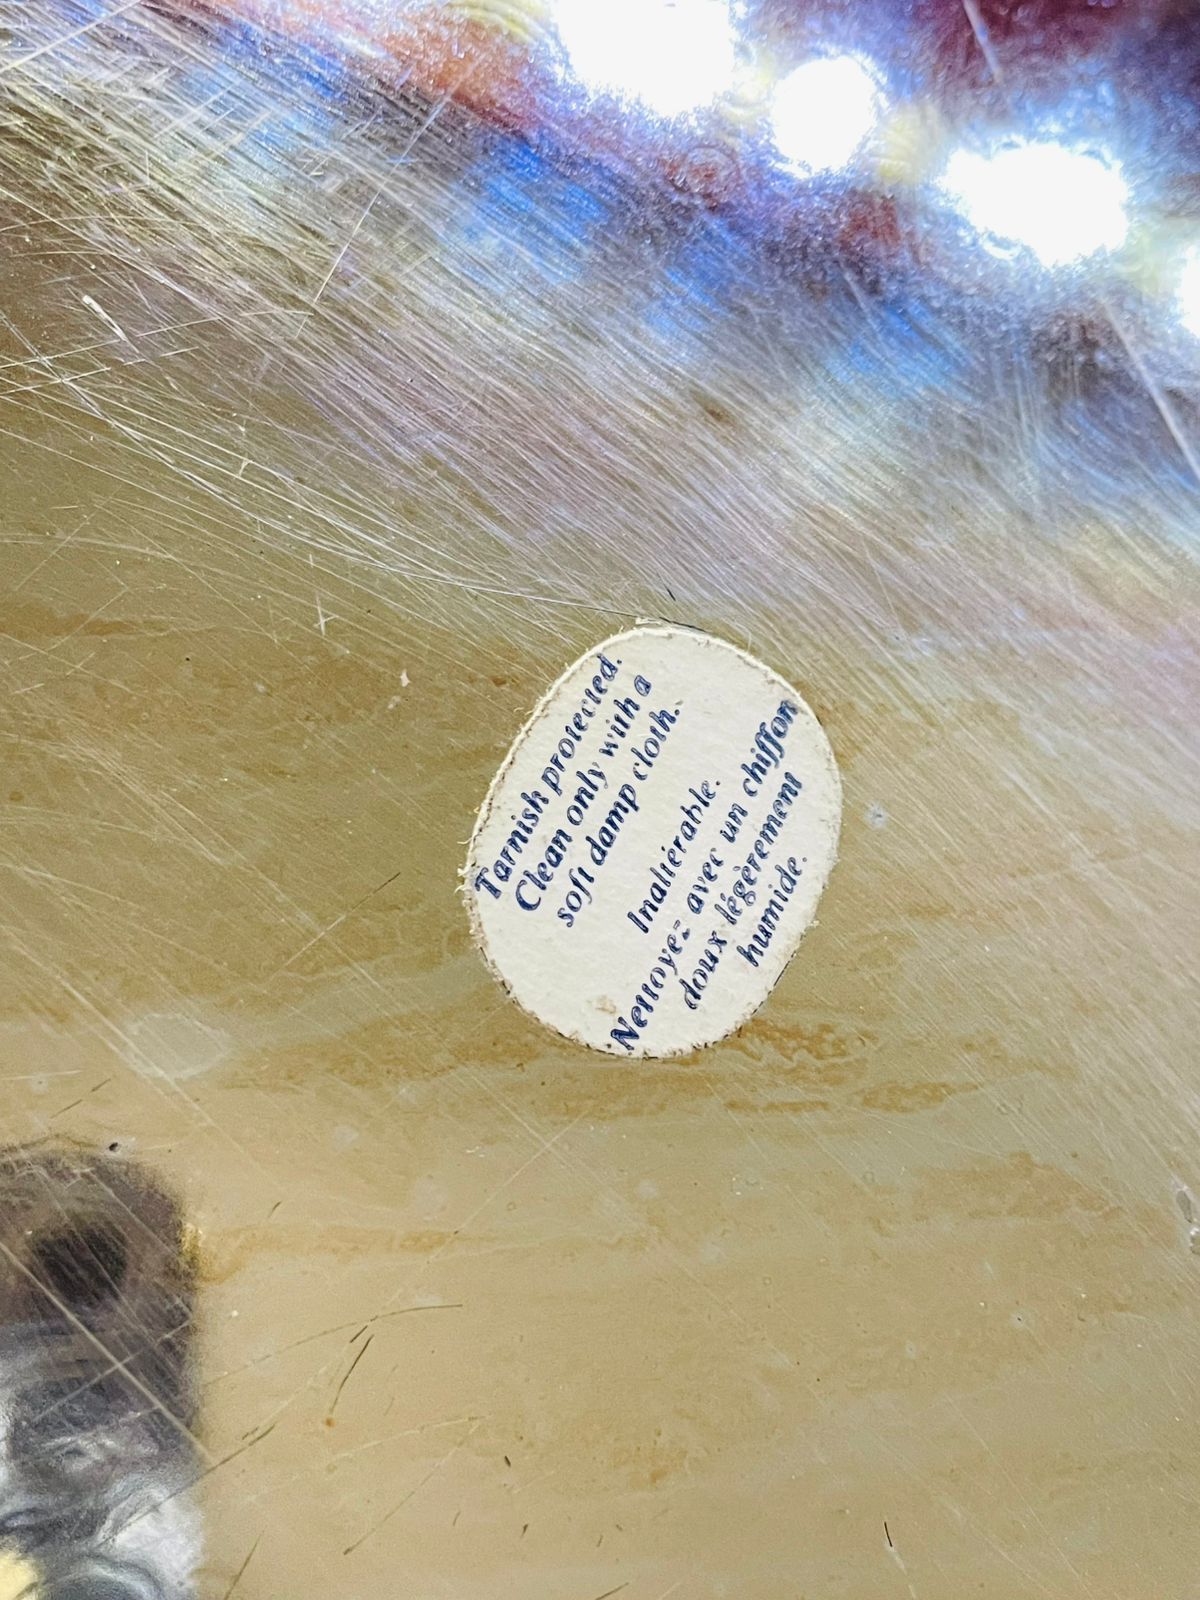 Tarnish protected.
Clean only with a
soft damp cloth.
Inaltérable.
Nettoyez avec un chiffon
doux légèrement
humide.